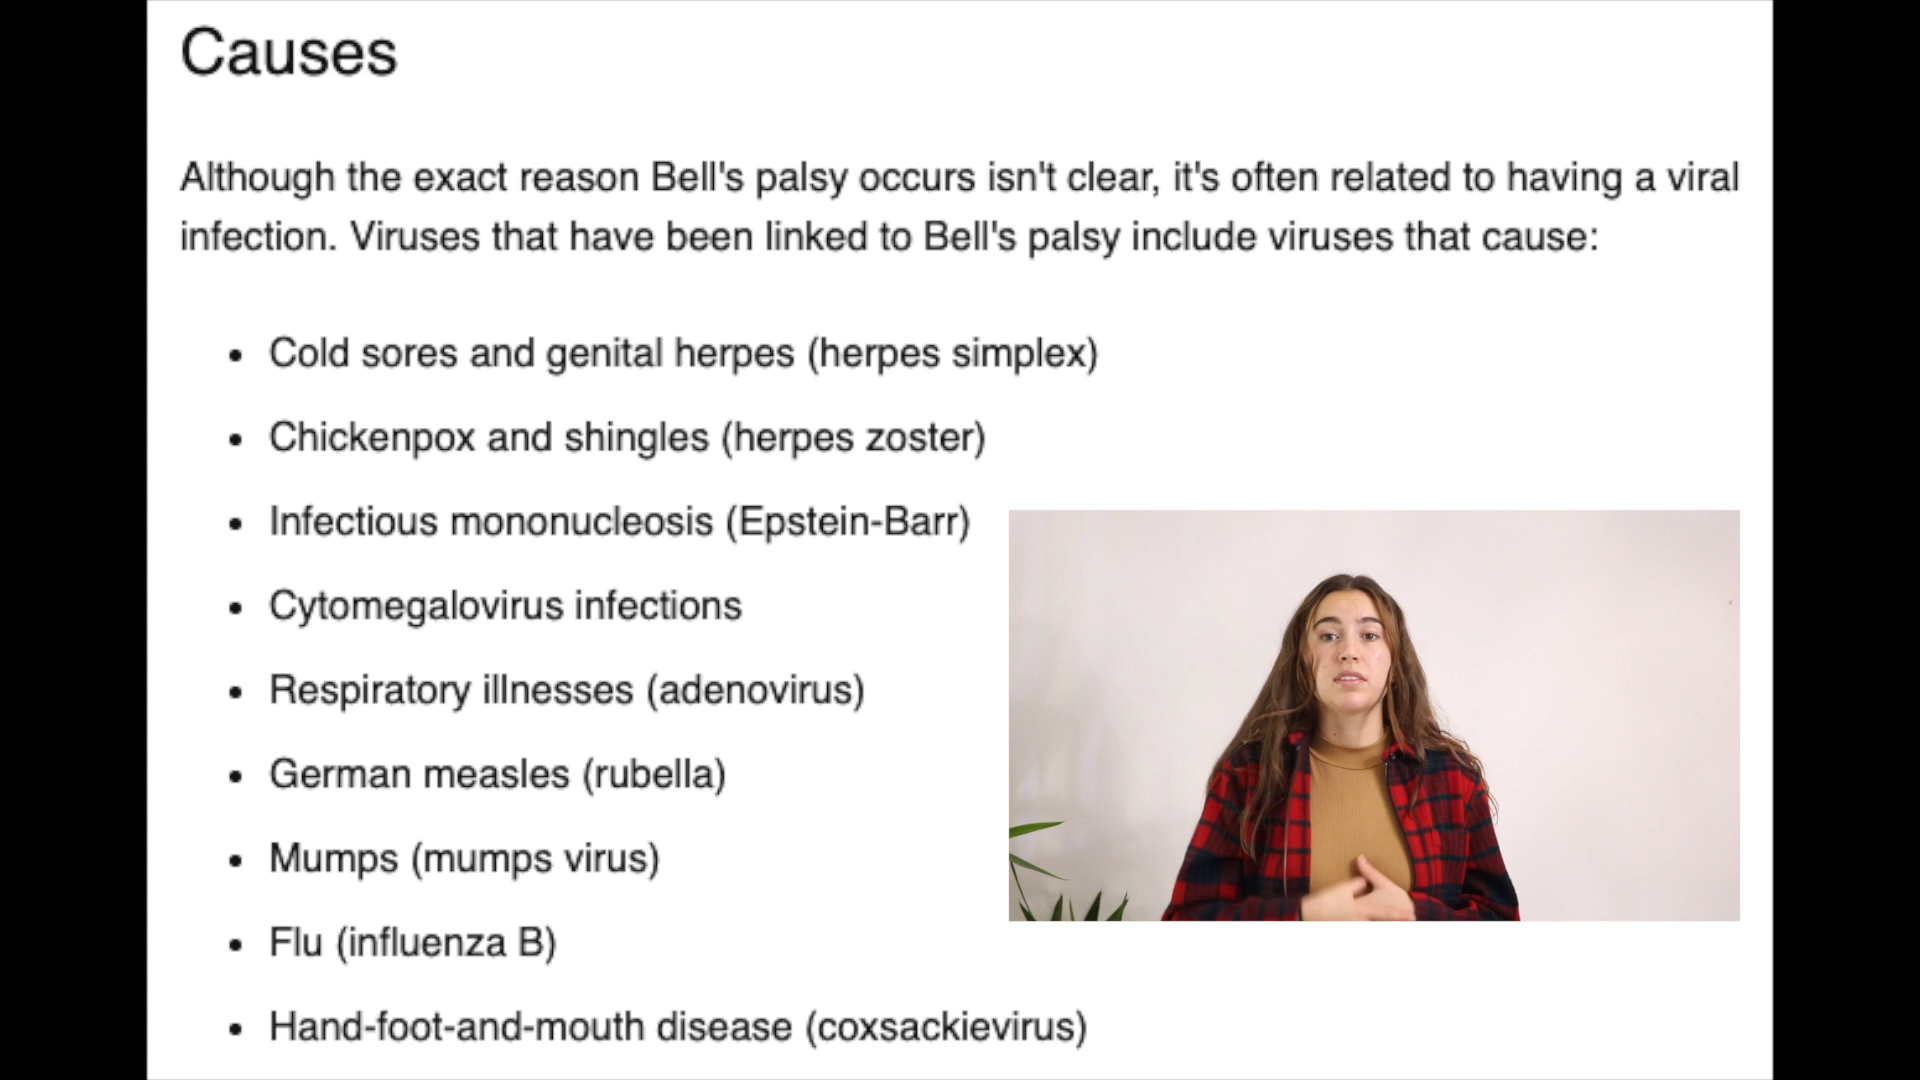 Causes
Although the exact reason Bell's palsy occurs isn't clear, it's often related to having a viral
infection. Viruses that have been linked to Bell's palsy include viruses that cause:
• Cold sores and genital herpes (herpes simplex)
• Chickenpox and shingles (herpes zoster)
• Infectious mononucleosis (Epstein-Barr)
• Cytomegalovirus infections
• Respiratory illnesses (adenovirus)
• German measles (rubella)
• Mumps (mumps virus)
• Flu (influenza B)
• Hand-foot-and-mouth disease (coxsackievirus)